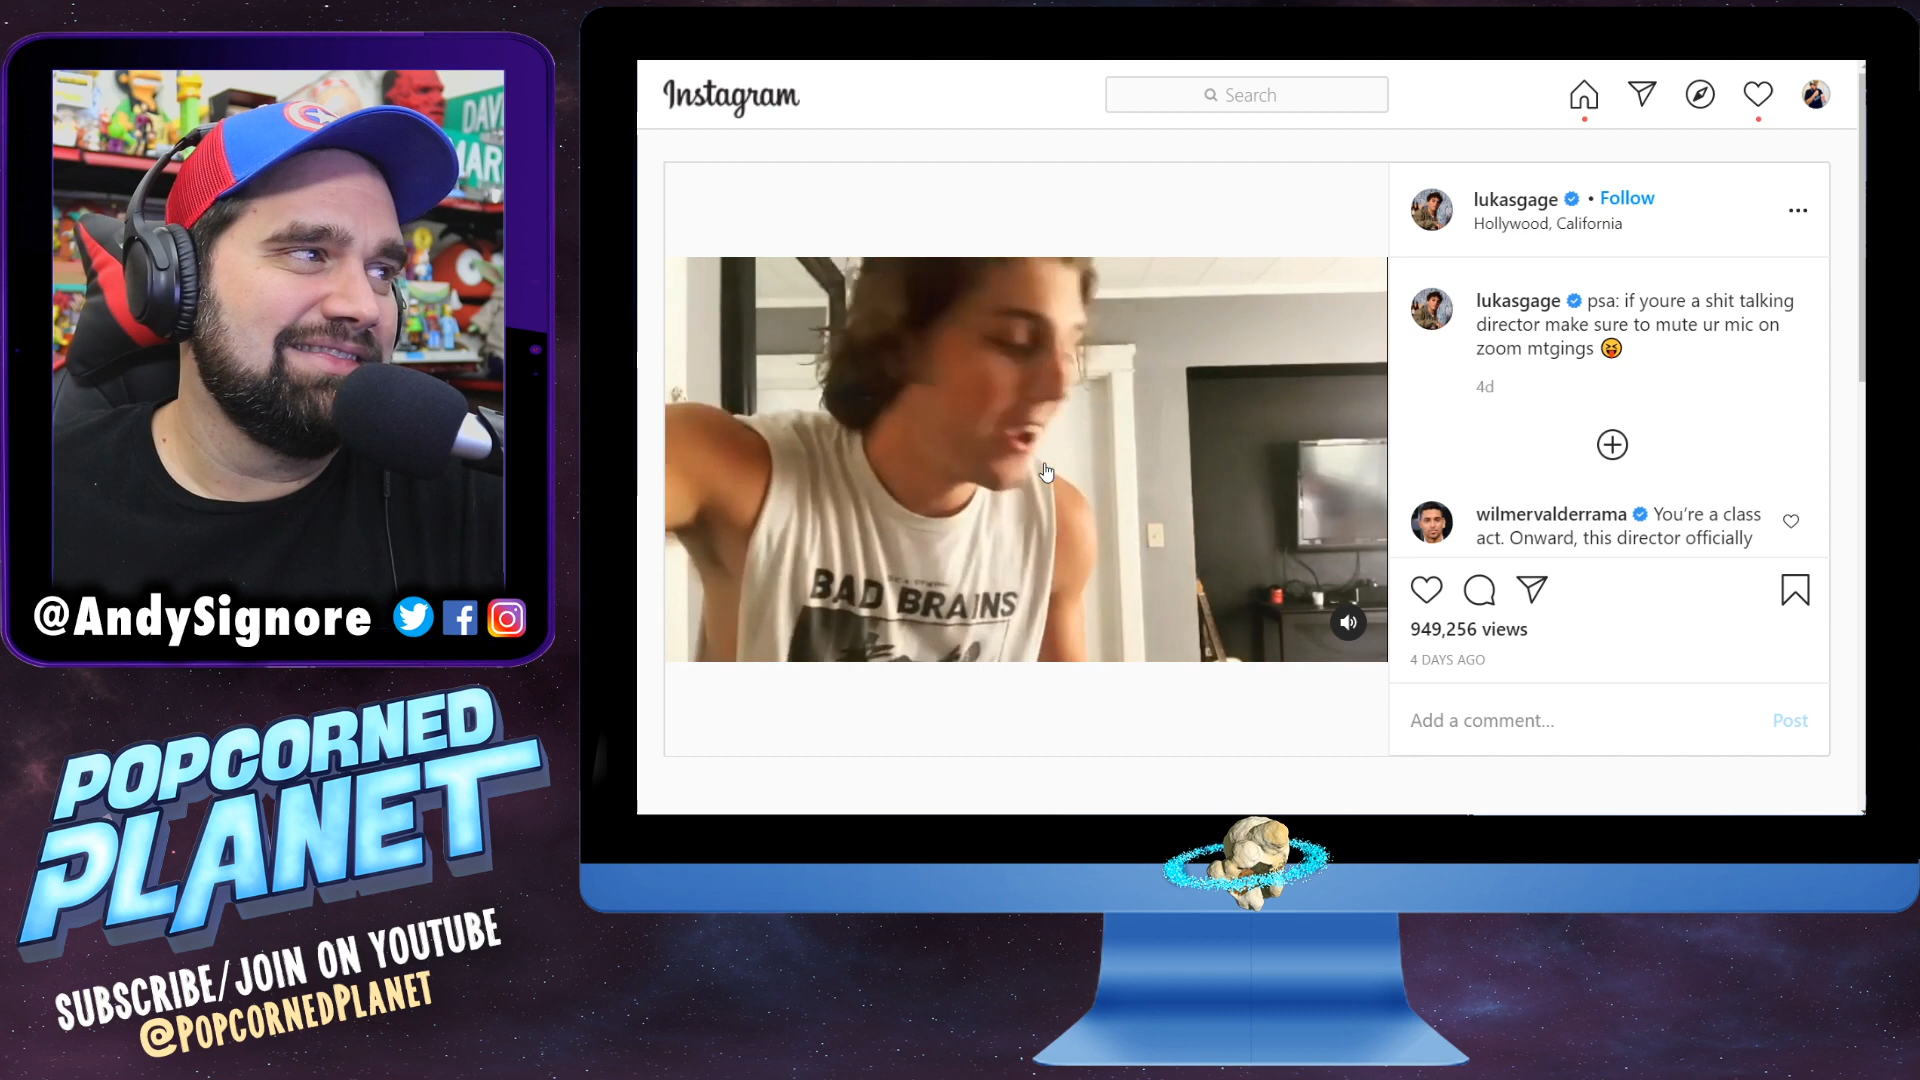 DAV
MAR
@AndySignore
POPCORNED
PLANET
SUBSCRIBE/JOIN ON YOUTUBE
@POPCORNEDPLANET
Instagram
Search
lukasgage • Follow
Hollywood, California
lukasgage psa: if youre a shit talking
director make sure to mute ur mic on
zoom mtgings 😝
4d
wilmervalderrama You're a class
act. Onward, this director officially
949,256 views
4 DAYS AGO
Add a comment...
Post
BAD BRAINS